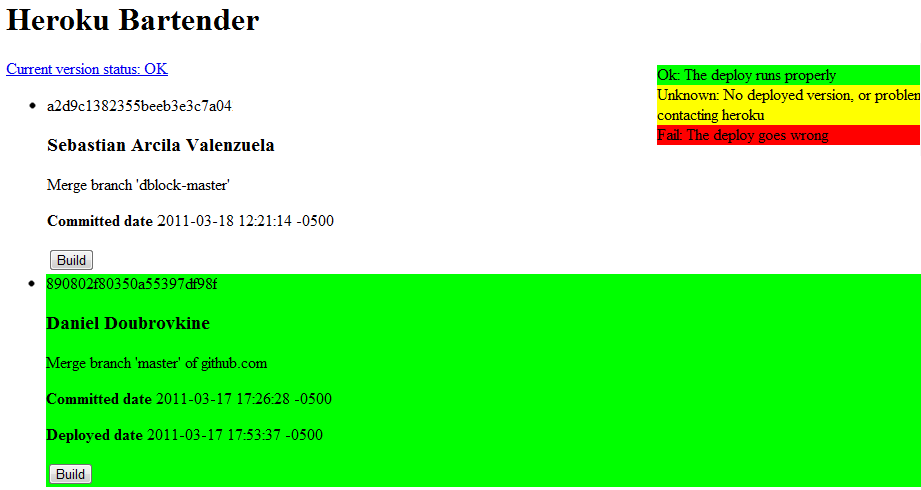 Heroku Bartender
Current version status: OK
Ok: The deploy runs properly
Unknown: No deployed version, or problem
contacting heroku
Fail: The deploy goes wrong
a2d9c1382355beeb3e3c7a04
Sebastian Arcila Valenzuela
Merge branch 'dblock-master'
Committed date 2011-03-18 12:21:14 -0500
Build
890802f80350a55397df98f
Daniel Doubrovkine
Merge branch 'master' of github.com
Committed date 2011-03-17 17:26:28 -0500
Deployed date 2011-03-17 17:53:37 -0500
Build